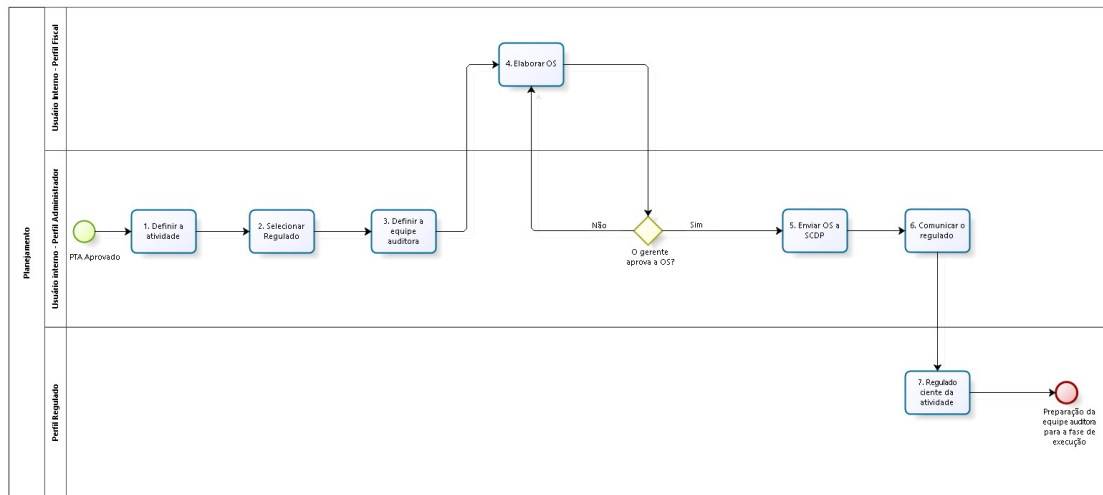 Planejamento
Usuário Interno - Perfil Fiscal
4. Elaborar OS
Usuário interno - Perfil Administrador
PTA Aprovado
1. Definir a
atividade
2. Selecionar
Regulado
3. Definir a
equipe
auditora
Não
O gerente
aprova a OS?
Sim
5. Enviar OS a
SCDP
6. Comunicar o
regulado
Perfil Regulado
7. Regulado
ciente da
atividade
Preparação da
equipe auditora
para a fase de
execução